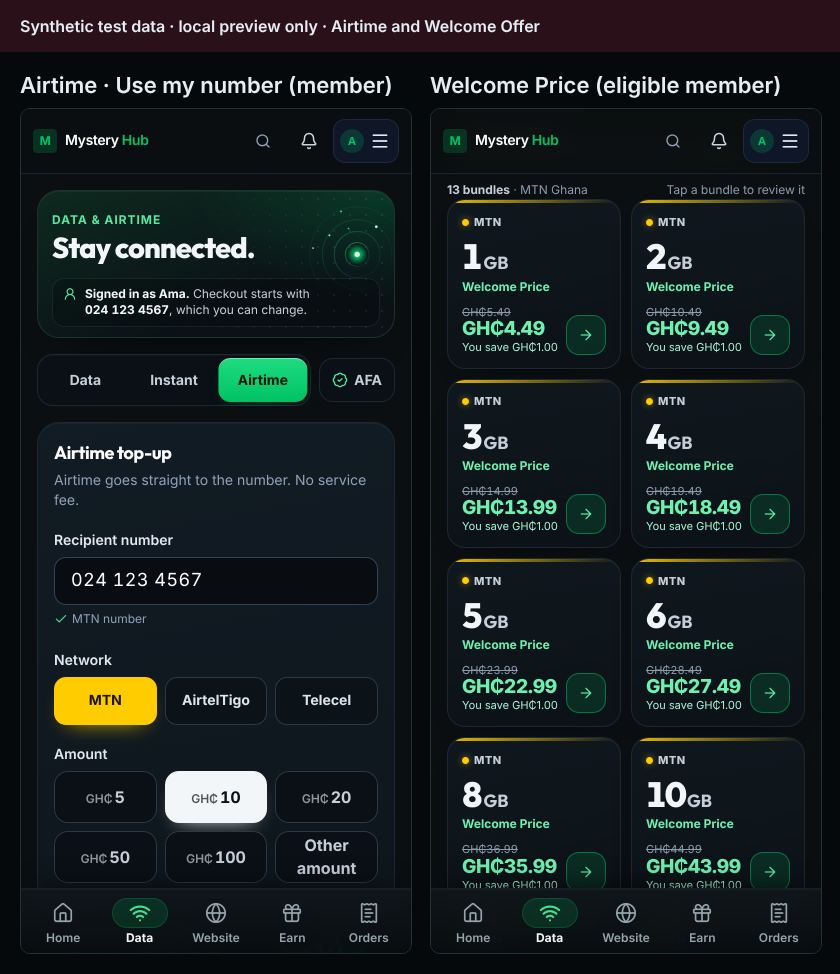 Synthetic test data · local preview only · Airtime and Welcome Offer
Airtime · Use my number (member)
M Mystery Hub A
DATA & AIRTIME
Stay connected.
Signed in as Ama. Checkout starts with
024 123 4567, which you can change.
Data Instant Airtime AFA
Airtime top-up
Airtime goes straight to the number. No service
fee.
Recipient number
024 123 4567
MTN number
Network
MTN AirtelTigo Telecel
Amount
GH₵ 5 GH₵ 10 GH₵ 20
GH₵ 50 GH₵ 100 Other
amount
Home Data Website Earn Orders
Welcome Price (eligible member)
M Mystery Hub A
13 bundles · MTN Ghana Tap a bundle to review it
MTN MTN
1GB 2GB
Welcome Price Welcome Price
GH₵5.49 GH₵10.49
GH₵4.49 GH₵9.49
You save GH₵1.00 You save GH₵1.00
MTN MTN
3GB 4GB
Welcome Price Welcome Price
GH₵14.99 GH₵19.49
GH₵13.99 GH₵18.49
You save GH₵1.00 You save GH₵1.00
MTN MTN
5GB 6GB
Welcome Price Welcome Price
GH₵23.99 GH₵28.49
GH₵22.99 GH₵27.49
You save GH₵1.00 You save GH₵1.00
MTN MTN
8GB 10GB
Welcome Price Welcome Price
GH₵36.99 GH₵44.99
GH₵35.99 GH₵43.99
You save GH₵1.00 You save GH₵1.00
Home Data Website Earn Orders